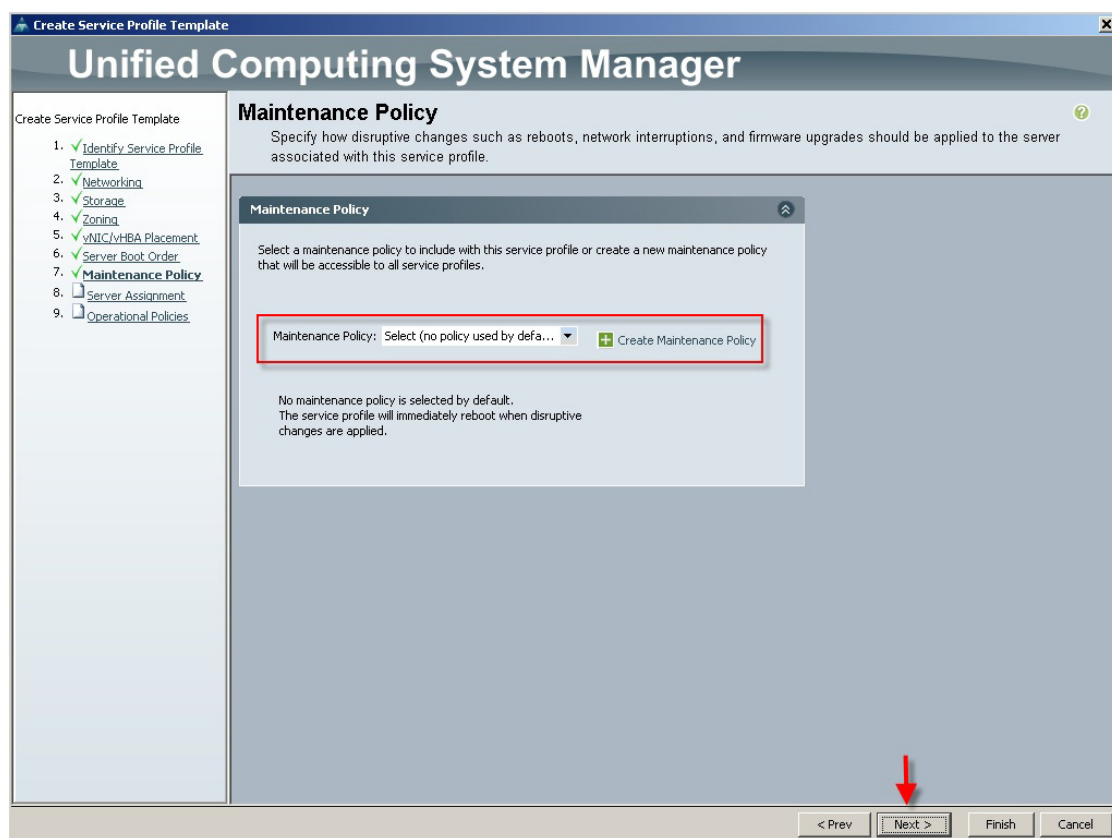 Create Service Profile Template
Unified Computing System Manager
Create Service Profile Template
1. Identify Service Profile
Template
2. Networking
3. Storage
4. Zoning
5. vNIC/vHBA Placement
6. Server Boot Order
7. Maintenance Policy
8. Server Assignment
9. Operational Policies
Maintenance Policy
Specify how disruptive changes such as reboots, network interruptions, and firmware upgrades should be applied to the server
associated with this service profile.
Maintenance Policy
Select a maintenance policy to include with this service profile or create a new maintenance policy
that will be accessible to all service profiles.
Maintenance Policy: Select (no policy used by defa... Create Maintenance Policy
No maintenance policy is selected by default.
The service profile will immediately reboot when disruptive
changes are applied.
< Prev Next > Finish Cancel